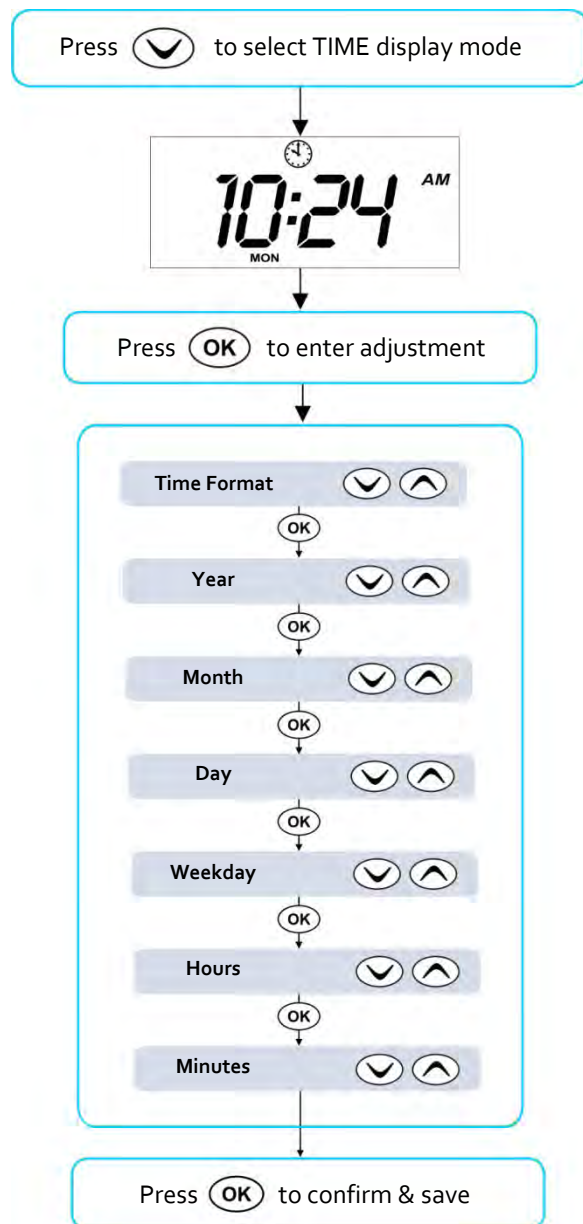 Press to select TIME display mode
10:24 AM
MON
Press OK to enter adjustment
Time Format
OK
Year
OK
Month
OK
Day
OK
Weekday
OK
Hours
OK
Minutes
Press OK to confirm & save